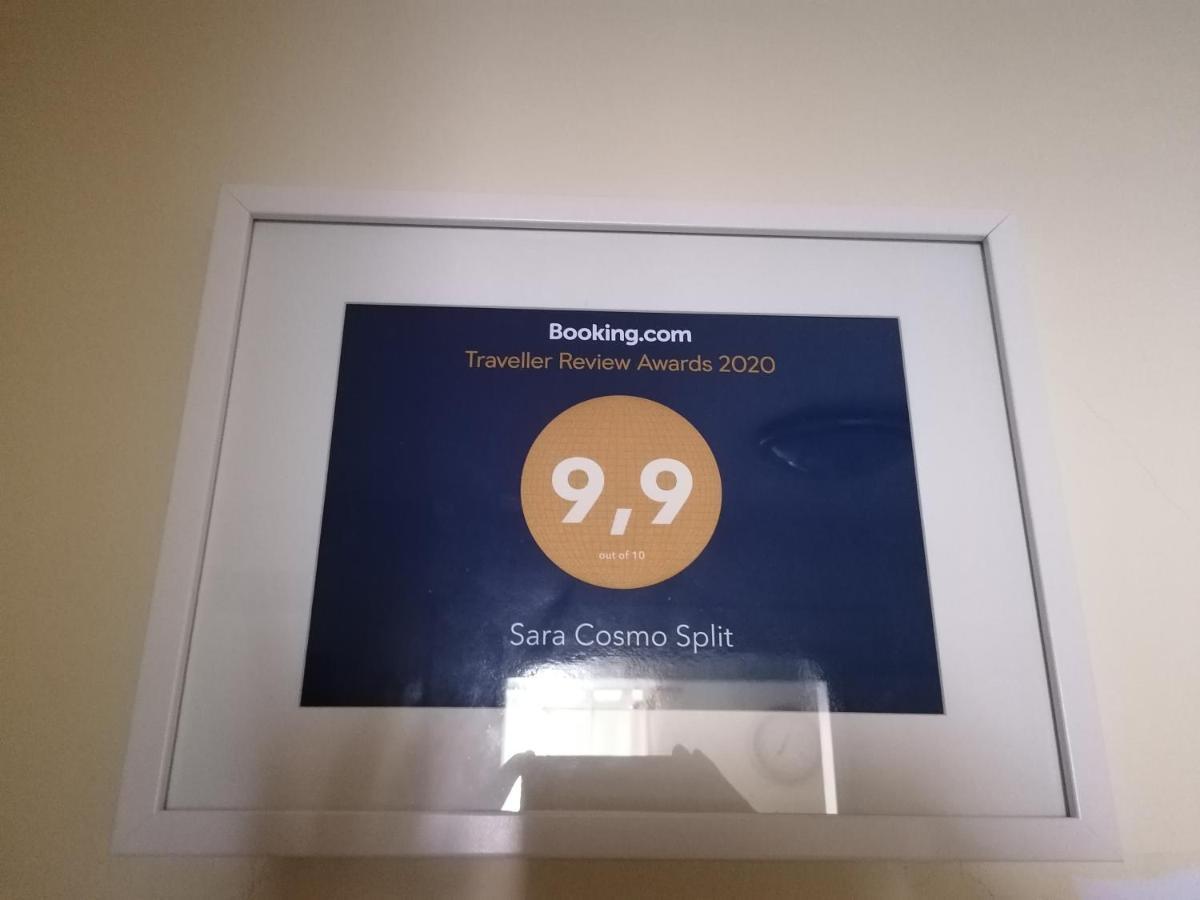 Booking.com
Traveller Review Awards 2020
9,9
out of 10
Sara Cosmo Split